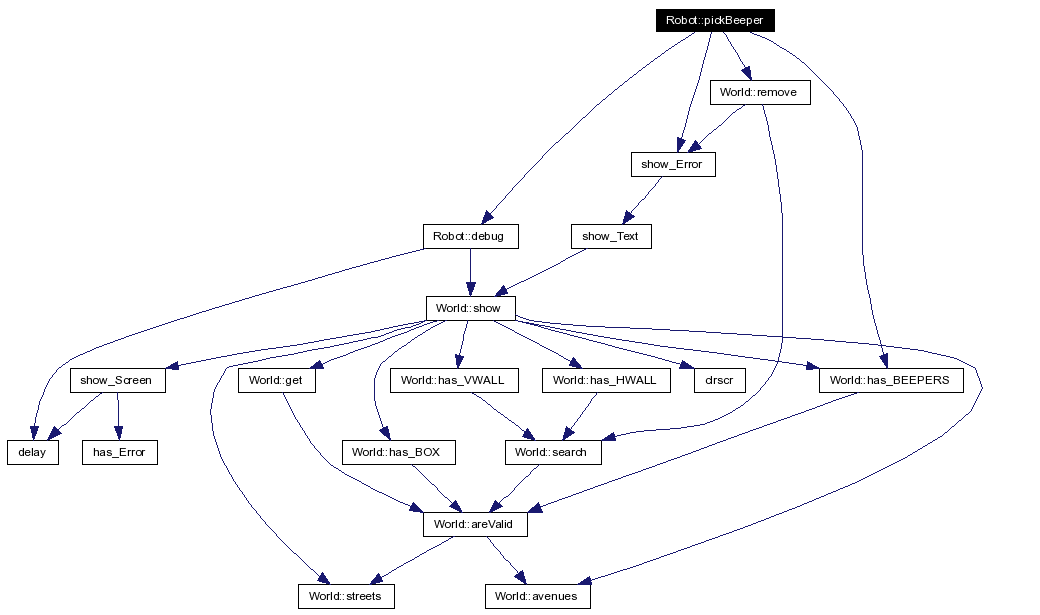 Robot::pickBeeper
World::remove
show_Error
Robot::debug
show_Text
World::show
show_Screen
World::get
World::has_VWALL
World::has_HWALL
clrscr
World::has_BEEPERS
delay
has_Error
World::has_BOX
World::search
World::areValid
World::streets
World::avenues